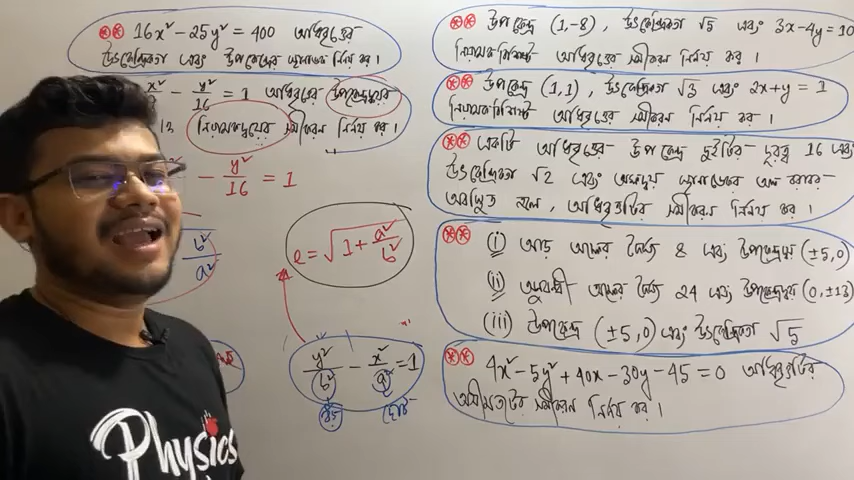 16x² − 25y² = 400 অধিবৃত্তের
উৎকেন্দ্রিকতা এবং উপকেন্দ্রের স্থানাঙ্ক নির্ণয় কর।
− y²/16 = 1 অধিবৃত্তের উপকেন্দ্রদ্বয়ের
নিয়ামকদ্বয়ের সমীকরণ নির্ণয় কর।
− y²/16 = 1
b²/a²
e = √1 + a²/b²
y²/b² − x²/a² = 1
বড় ছোট
Physics
উপকেন্দ্র (1,-8), উৎকেন্দ্রিকতা √5 এবং 3x-4y=10
নিয়ামকবিশিষ্ট অধিবৃত্তের সমীকরণ নির্ণয় কর।
উপকেন্দ্র (1,1), উৎকেন্দ্রিকতা √3 এবং 2x+y = 1
নিয়ামকবিশিষ্ট অধিবৃত্তের সমীকরণ নির্ণয় কর।
একটি অধিবৃত্তের উপকেন্দ্র দুইটির দূরত্ব 16 এবং
উৎকেন্দ্রিকতা √2 এবং অক্ষদ্বয় স্থানাঙ্কের অক্ষ বরাবর
অবস্থিত হলে, অধিবৃত্তটির সমীকরণ নির্ণয় কর।
(i) আড় অক্ষের দৈর্ঘ্য 8 এবং উপকেন্দ্রদ্বয় (±5,0)
(ii) অনুবন্ধী অক্ষের দৈর্ঘ্য 24 এবং উপকেন্দ্রদ্বয় (0,±13)
(iii) উপকেন্দ্র (±5,0) এবং উৎকেন্দ্রিকতা √5
4x² − 5y² + 40x − 30y − 45 = 0 অধিবৃত্তটির
অসীমতটের সমীকরণ নির্ণয় কর।